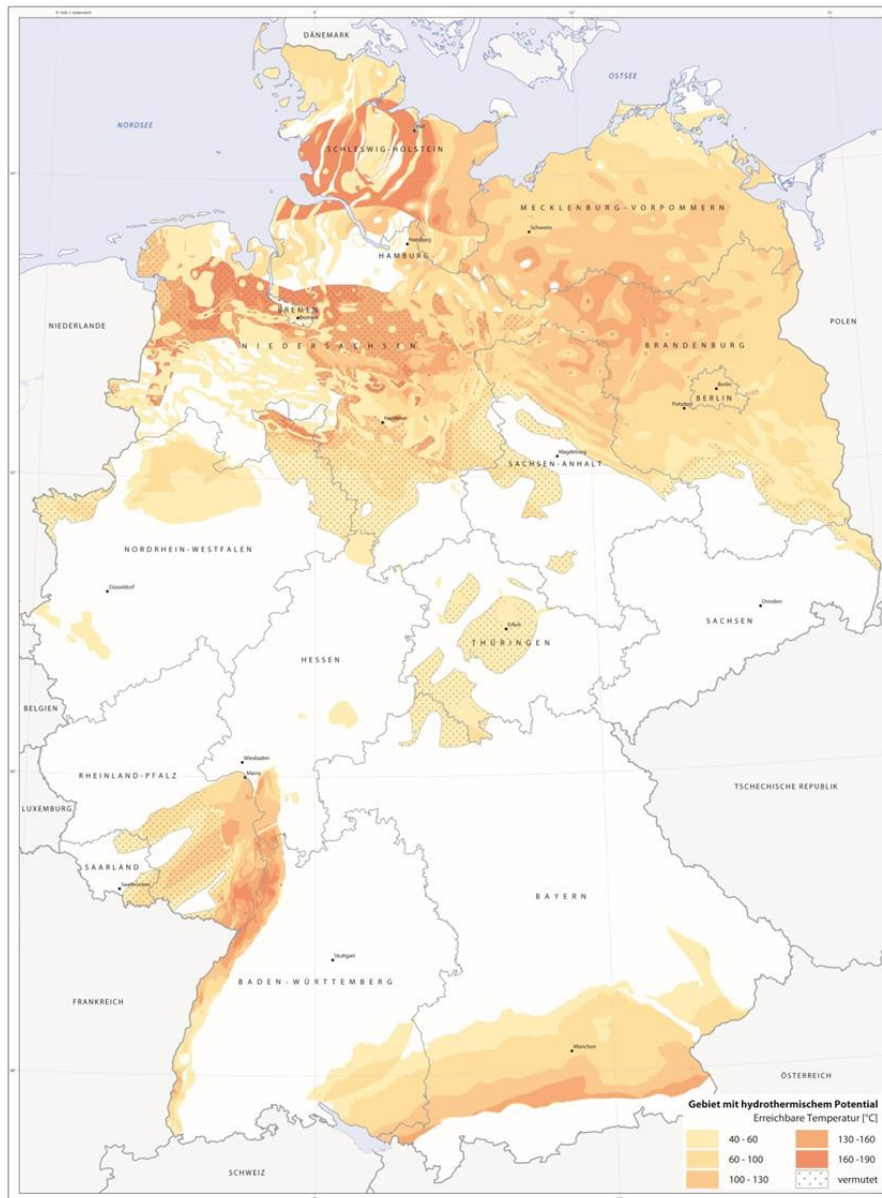 DÄNEMARK
OSTSEE
NORDSEE
Kiel
SCHLESWIG-HOLSTEIN
MECKLENBURG-VORPOMMERN
Schwerin
Hamburg
HAMBURG
BREMEN
Bremen
NIEDERLANDE
NIEDERSACHSEN
POLEN
BRANDENBURG
Berlin
BERLIN
Potsdam
Hannover
Magdeburg
SACHSEN-ANHALT
NORDRHEIN-WESTFALEN
Düsseldorf
Dresden
SACHSEN
Erfurt
THÜRINGEN
HESSEN
BELGIEN
Wiesbaden
Mainz
RHEINLAND-PFALZ
TSCHECHISCHE REPUBLIK
LUXEMBURG
SAARLAND
Saarbrücken
BAYERN
Stuttgart
BADEN-WÜRTTEMBERG
FRANKREICH
München
ÖSTERREICH
SCHWEIZ
Gebiet mit hydrothermischem Potential
Erreichbare Temperatur [°C]
40 - 60
130 -160
60 - 100
160 -190
100 - 130
vermutet